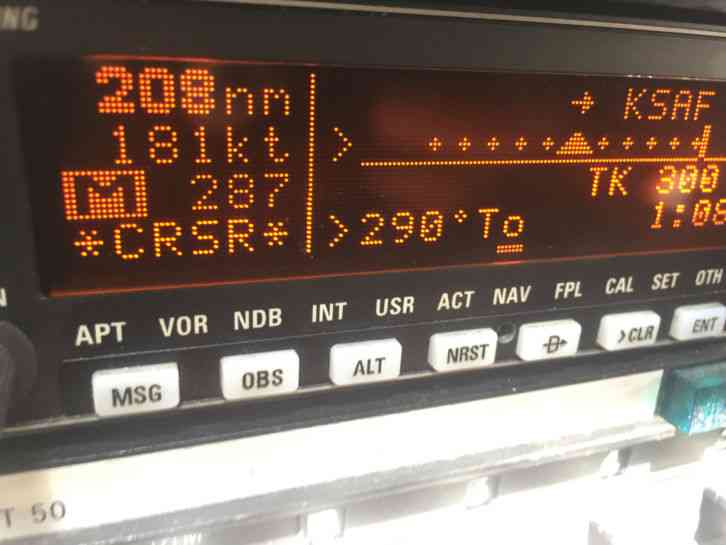 208nm
181kt
M 287
*CRSR*
KSAF
>
TK 300
1:08
>290°To
APT VOR NDB INT USR ACT NAV FPL CAL SET OTH
MSG OBS ALT NRST D >CLR ENT
T 50